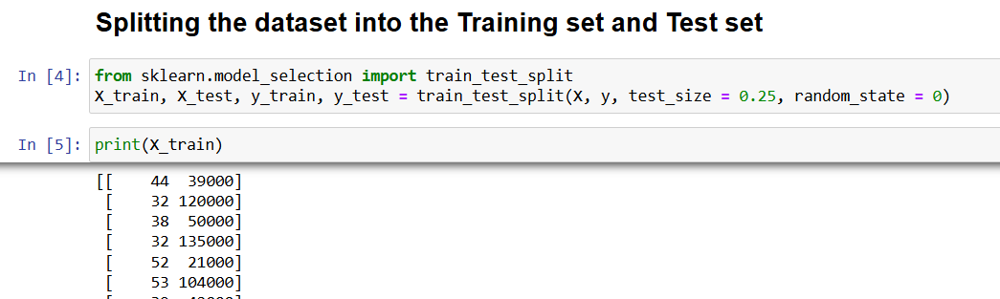 Splitting the dataset into the Training set and Test set
In [4]: from sklearn.model_selection import train_test_split
X_train, X_test, y_train, y_test = train_test_split(X, y, test_size = 0.25, random_state = 0)
In [5]: print(X_train)
[[    44  39000]
 [    32 120000]
 [    38  50000]
 [    32 135000]
 [    52  21000]
 [    53 104000]